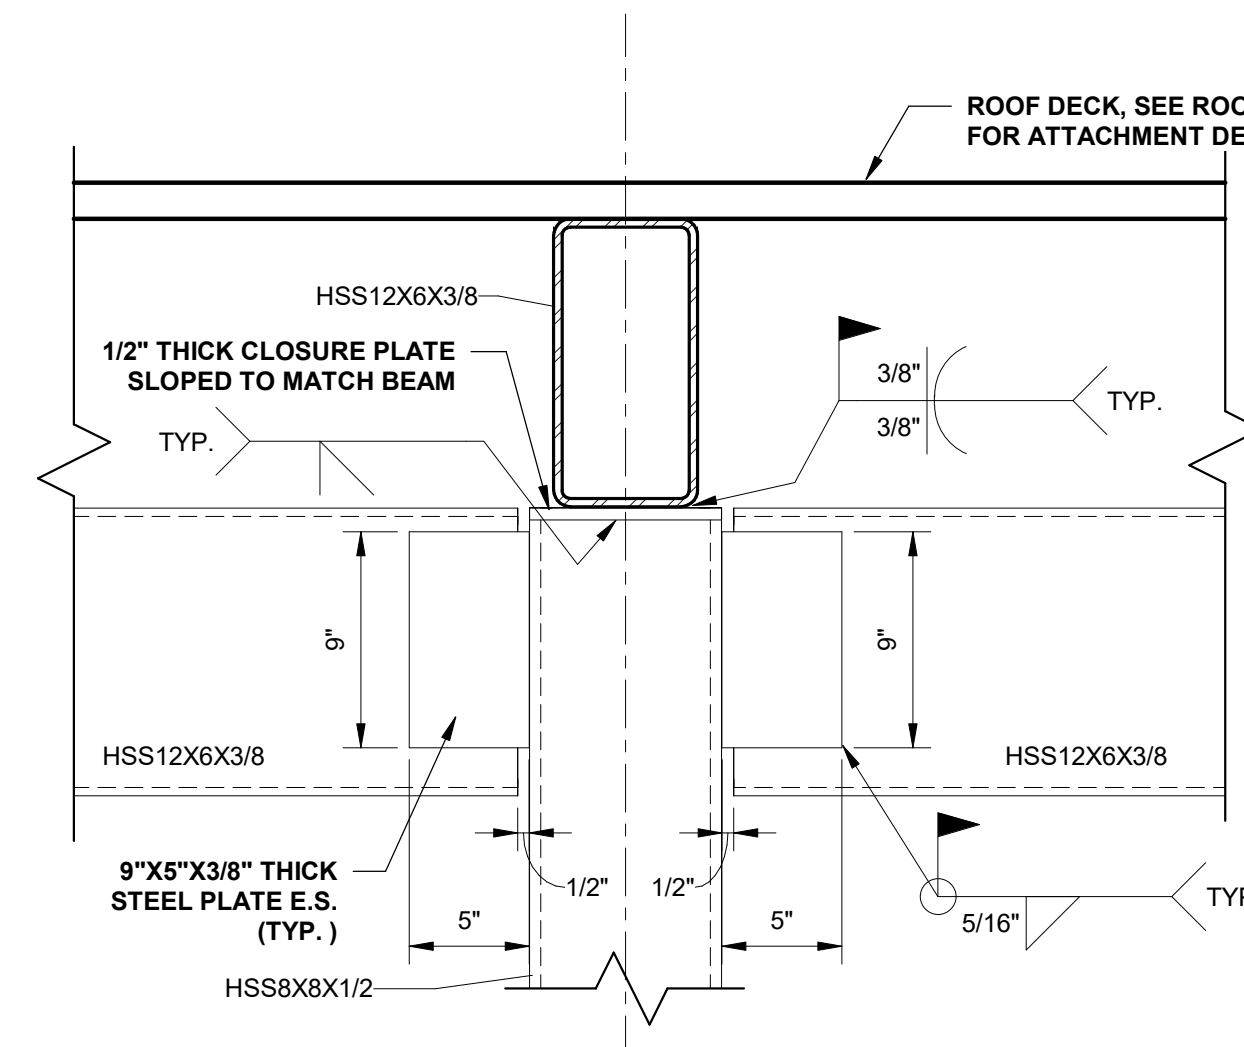 ROOF DECK, SEE
FOR ATTACHMENT
HSS12X6X3/8
1/2" THICK CLOSURE PLATE
SLOPED TO MATCH BEAM
TYP.
3/8"
3/8"
TYP.
9"
9"
HSS12X6X3/8
HSS12X6X3/8
9"X5"X3/8" THICK
STEEL PLATE E.S.
(TYP. )
1/2"
1/2"
5"
5"
5/16"
HSS8X8X1/2